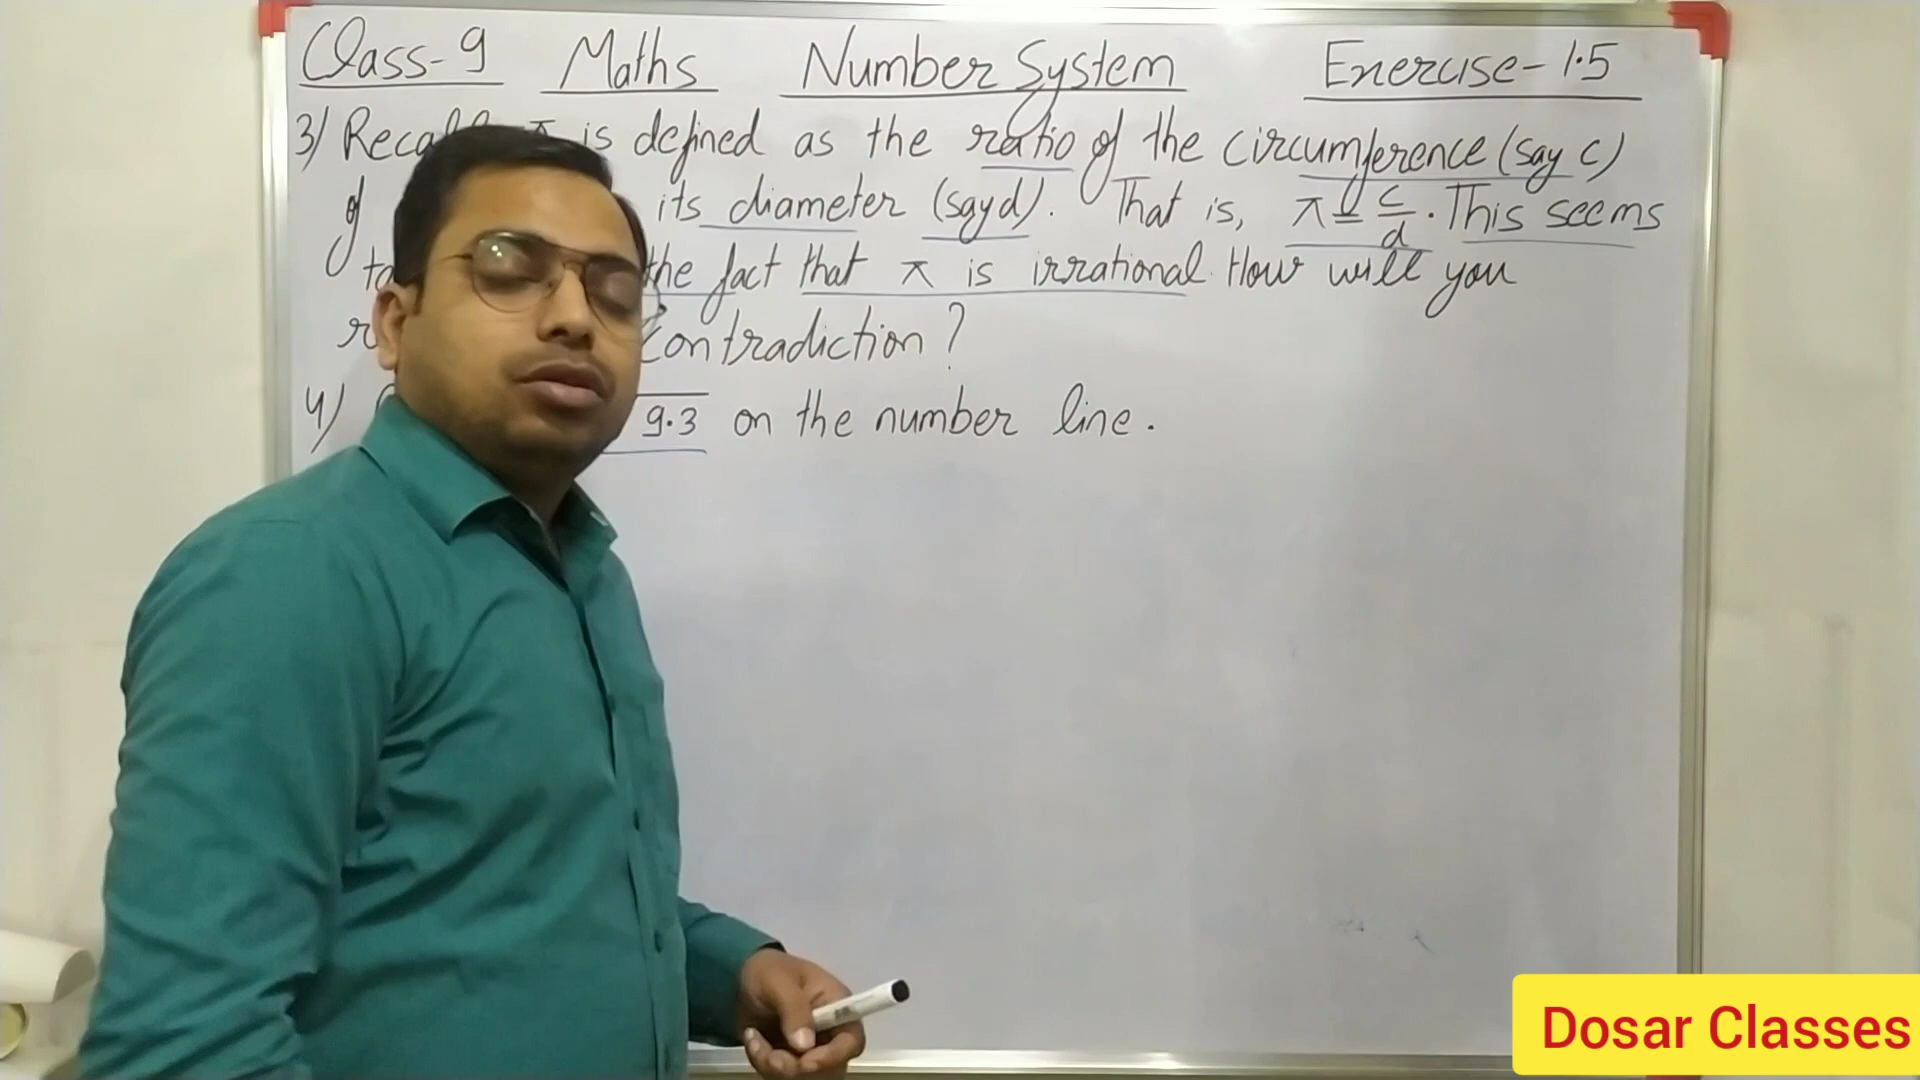 Class-9 Maths Number System Exercise-1.5
3) Recall π is defined as the ratio of the circumference (say c)
of its diameter (say d). That is, π = c/d. This seems
to the fact that π is irrational. How will you
contradiction?
4) 9.3 on the number line.
Dosar Classes